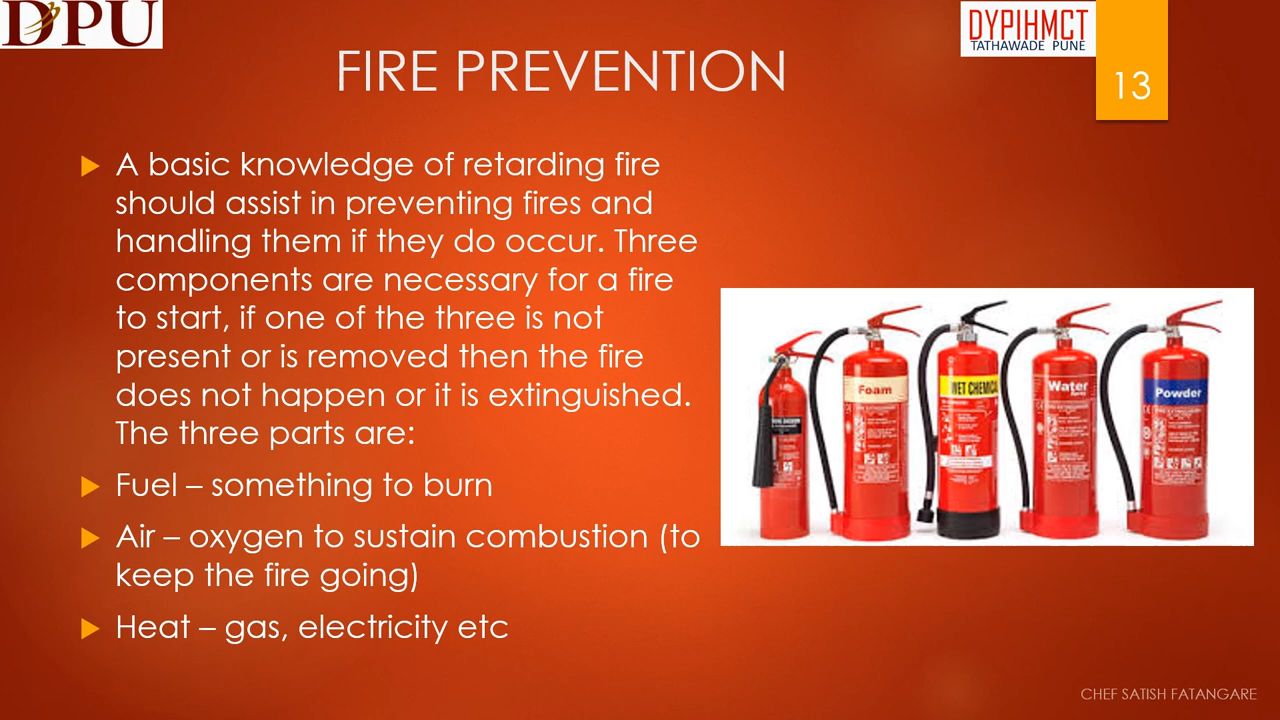 DPU
DYPIHMCT
TATHAWADE PUNE
FIRE PREVENTION
13
A basic knowledge of retarding fire
should assist in preventing fires and
handling them if they do occur. Three
components are necessary for a fire
to start, if one of the three is not
present or is removed then the fire
does not happen or it is extinguished.
The three parts are:
Fuel – something to burn
Air – oxygen to sustain combustion (to
keep the fire going)
Heat – gas, electricity etc
Foam
WET CHEMICAL
Water
Powder
CHEF SATISH FATANGARE